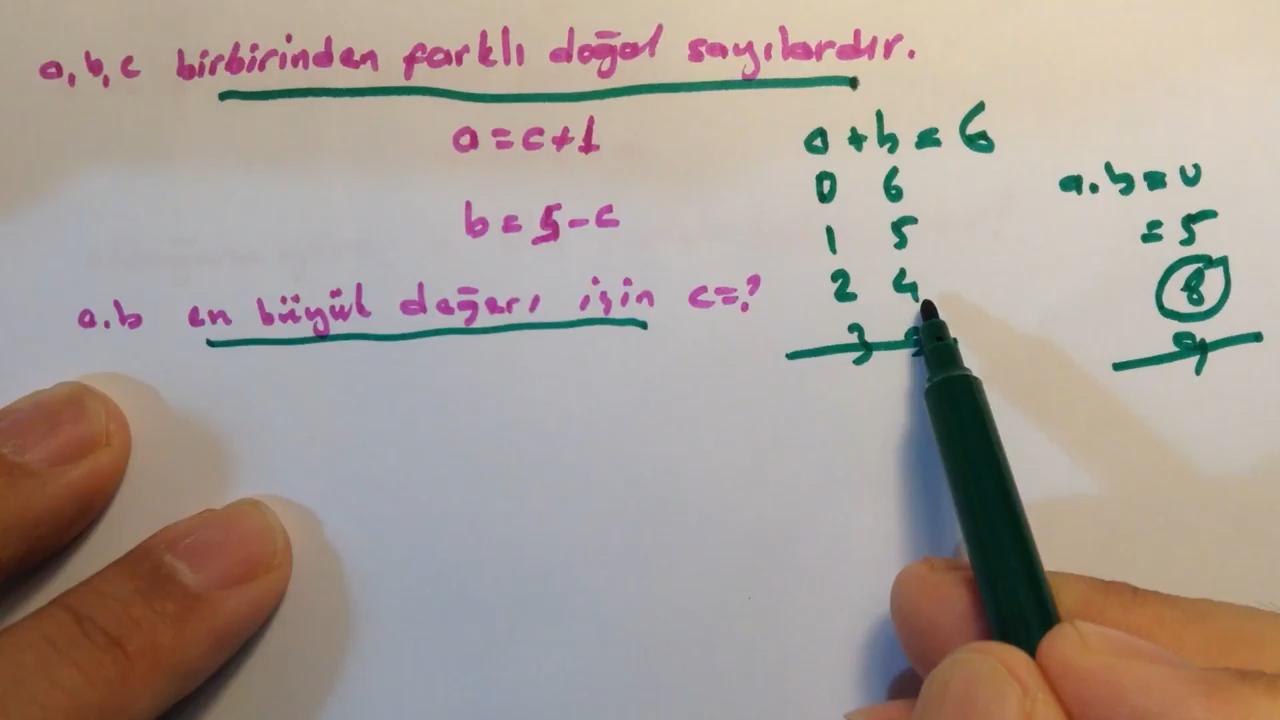 a,b,c birbirinden farklı doğal sayılardır.
a=c+1
b=5-c
a.b en büyük değarı için c=?
a+b=6
0 6
1 5
2 4
3
a.b=0
=5
8
9